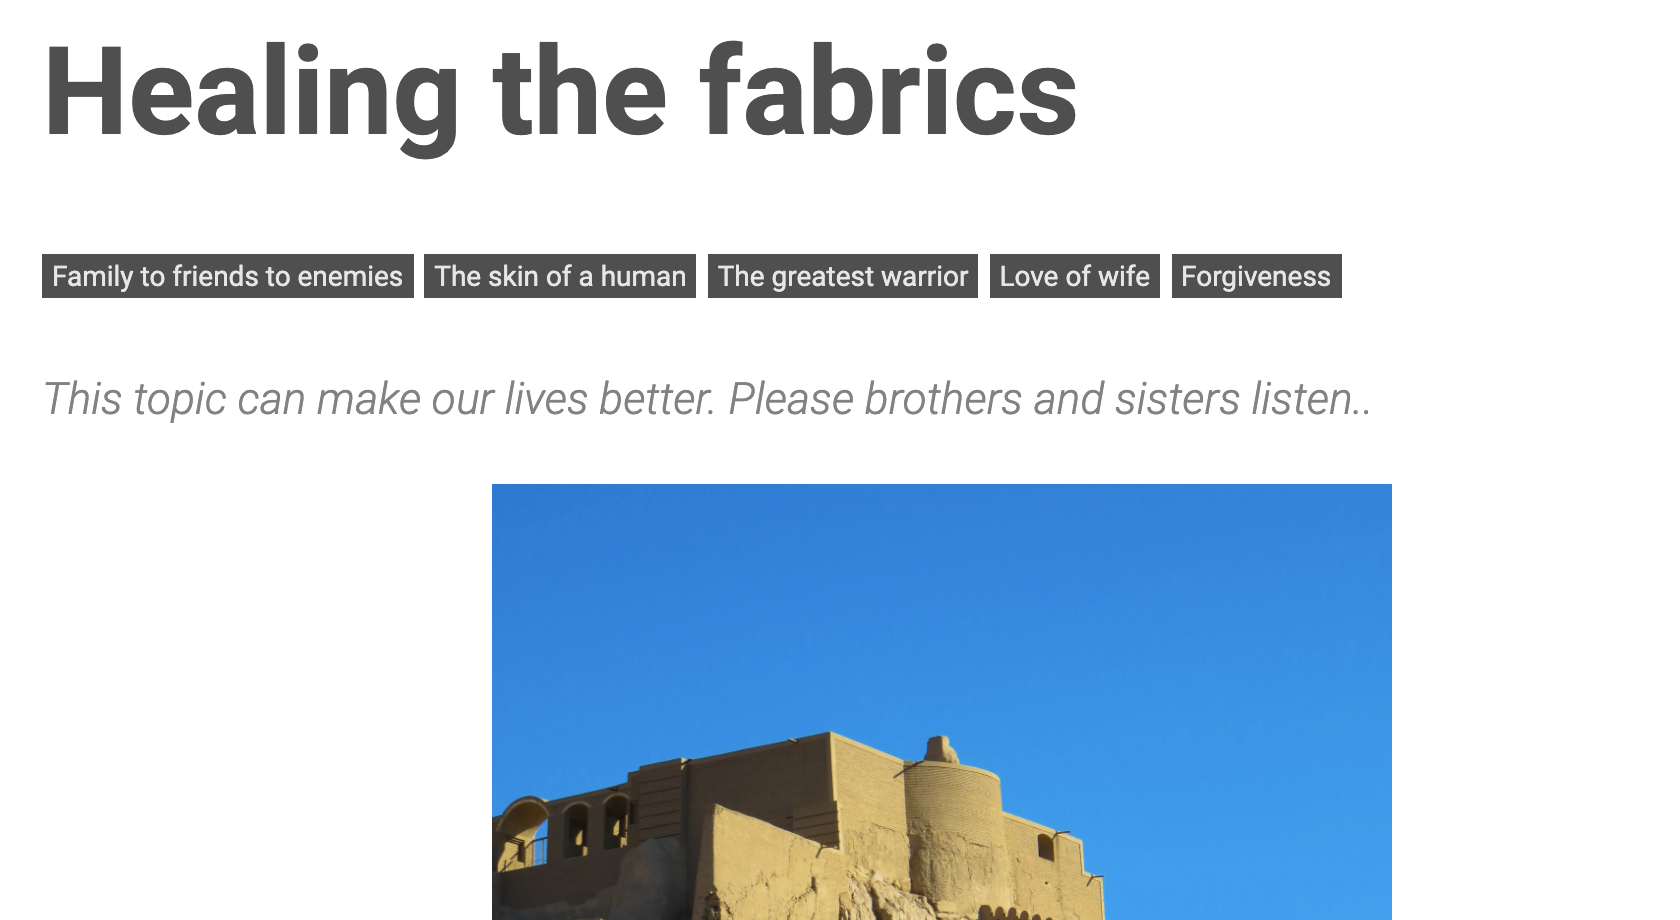 Healing the fabrics
Family to friends to enemies The skin of a human The greatest warrior Love of wife Forgiveness
This topic can make our lives better. Please brothers and sisters listen..